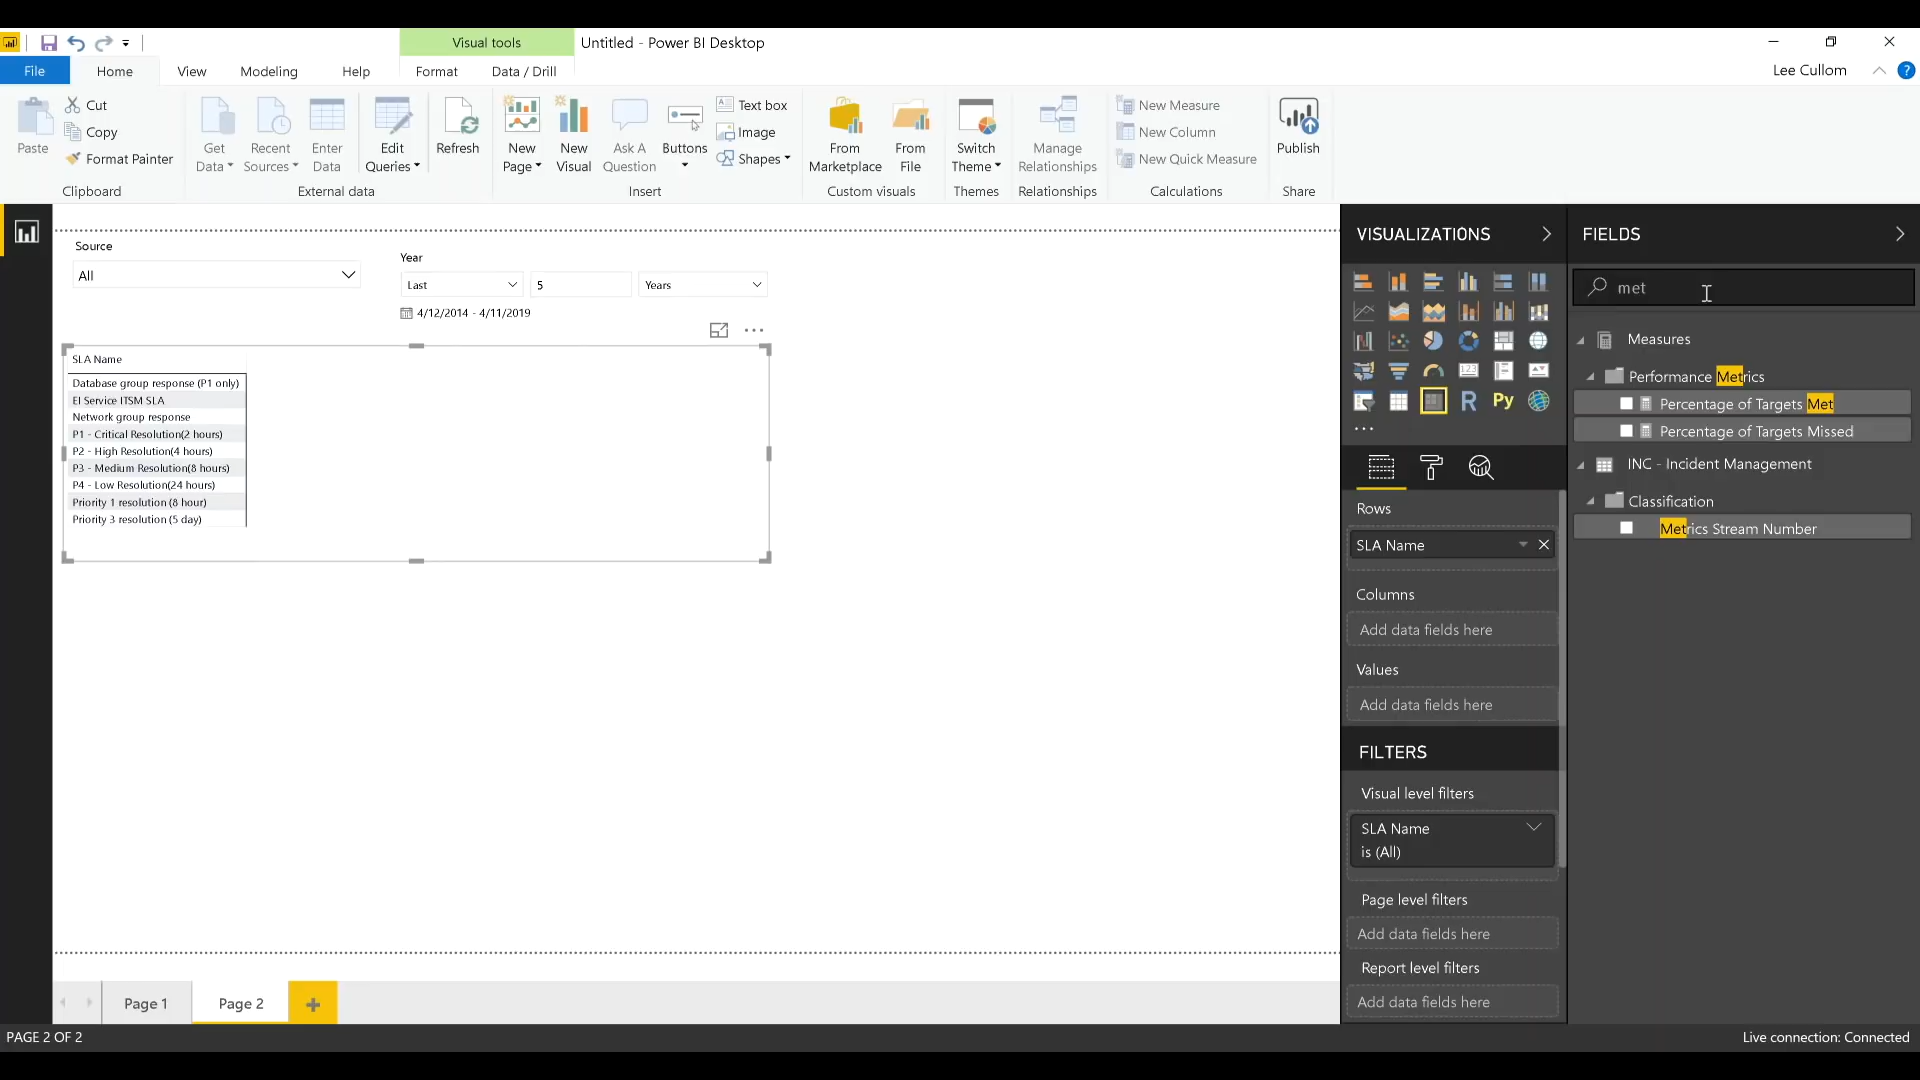 Visual tools
Untitled - Power BI Desktop
File
Home
View
Modeling
Help
Format
Data / Drill
Lee Cullom
?
Paste
Cut
Copy
Format Painter
Clipboard
Get Data
Recent Sources
Enter Data
External data
Edit Queries
Refresh
New Page
New Visual
Ask A Question
Buttons
Text box
Image
Shapes
Insert
From Marketplace
From File
Custom visuals
Switch Theme
Themes
Manage Relationships
Relationships
New Measure
New Column
New Quick Measure
Calculations
Publish
Share
Source
All
Year
Last
5
Years
4/12/2014 - 4/11/2019
SLA Name
Database group response (P1 only)
EI Service ITSM SLA
Network group response
P1 - Critical Resolution(2 hours)
P2 - High Resolution(4 hours)
P3 - Medium Resolution(8 hours)
P4 - Low Resolution(24 hours)
Priority 1 resolution (8 hour)
Priority 3 resolution (5 day)
VISUALIZATIONS
123
R
Py
Rows
SLA Name
Columns
Add data fields here
Values
Add data fields here
FILTERS
Visual level filters
SLA Name
is (All)
Page level filters
Add data fields here
Report level filters
Add data fields here
FIELDS
met
Measures
Performance Metrics
Percentage of Targets Met
Percentage of Targets Missed
INC - Incident Management
Classification
Metrics Stream Number
Page 1
Page 2
PAGE 2 OF 2
Live connection: Connected